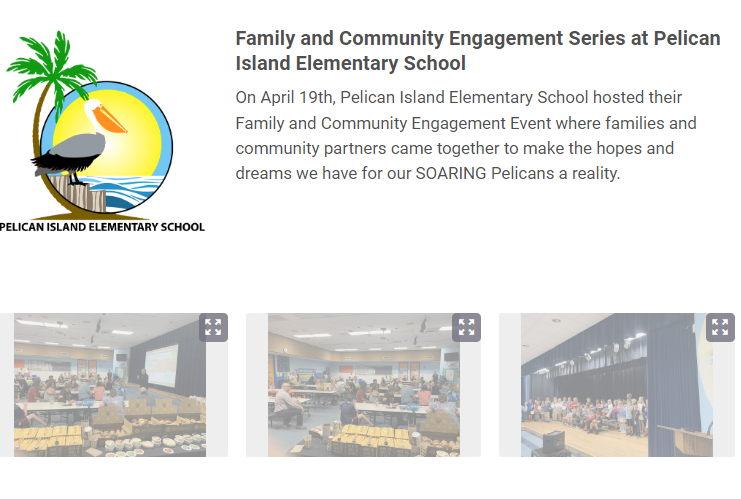 Family and Community Engagement Series at Pelican
Island Elementary School
On April 19th, Pelican Island Elementary School hosted their
Family and Community Engagement Event where families and
community partners came together to make the hopes and
dreams we have for our SOARING Pelicans a reality.
PELICAN ISLAND ELEMENTARY SCHOOL